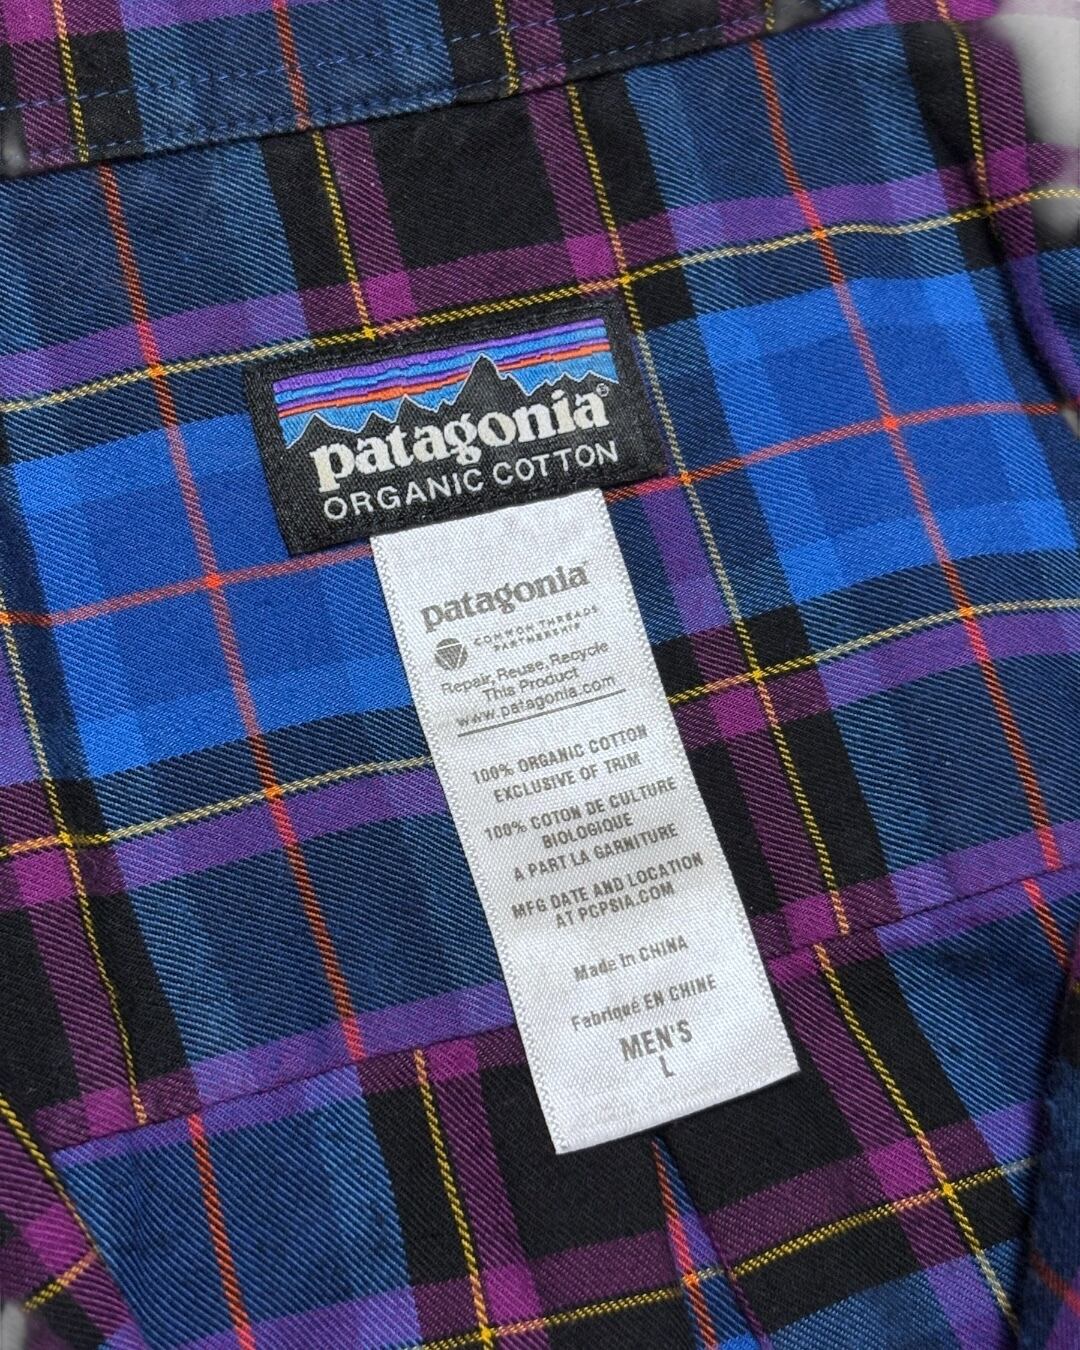 patagonia®
ORGANIC COTTON
patagonia®
COMMON THREADS
PARTNERSHIP
Repair, Reuse, Recycle
This Product
www.patagonia.com
100% ORGANIC COTTON
EXCLUSIVE OF TRIM
100% COTON DE CULTURE
BIOLOGIQUE
A PART LA GARNITURE
MFG DATE AND LOCATION
AT PCPSIA.COM
Made In CHINA
Fabriqué EN CHINE
MEN'S
L